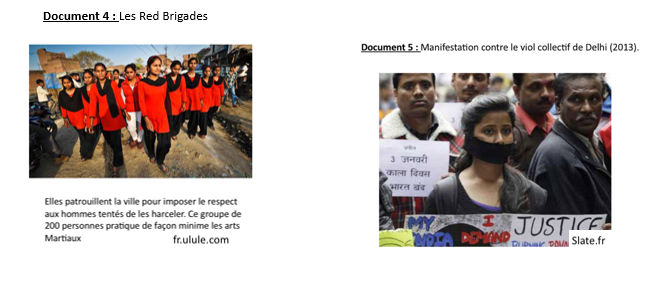 Document 4 : Les Red Brigades
Elles patrouillent la ville pour imposer le respect
aux hommes tentés de les harceler. Ce groupe de
200 personnes pratique de façon minime les arts
Martiaux
fr.ulule.com
Document 5 : Manifestation contre le viol collectif de Delhi (2013).
3 जनवरी
काला दिवस
भारत बंद
MY
INDIA
I
DEMAND
JUSTICE
Slate.fr